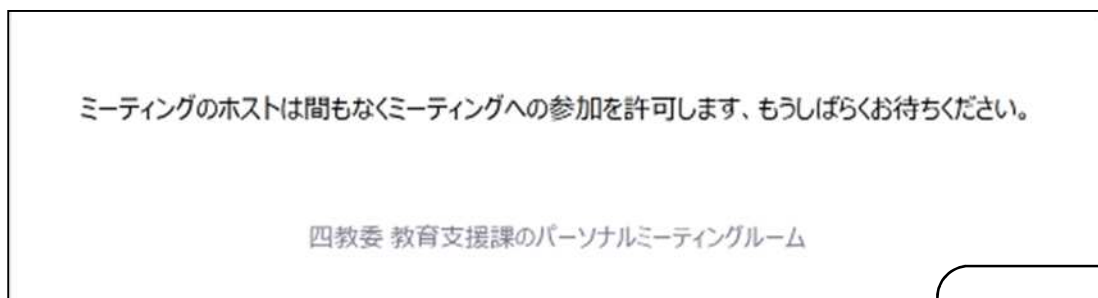 ミーティングのホストは間もなくミーティングへの参加を許可します、もうしばらくお待ちください。
四教委 教育支援課のパーソナルミーティングルーム